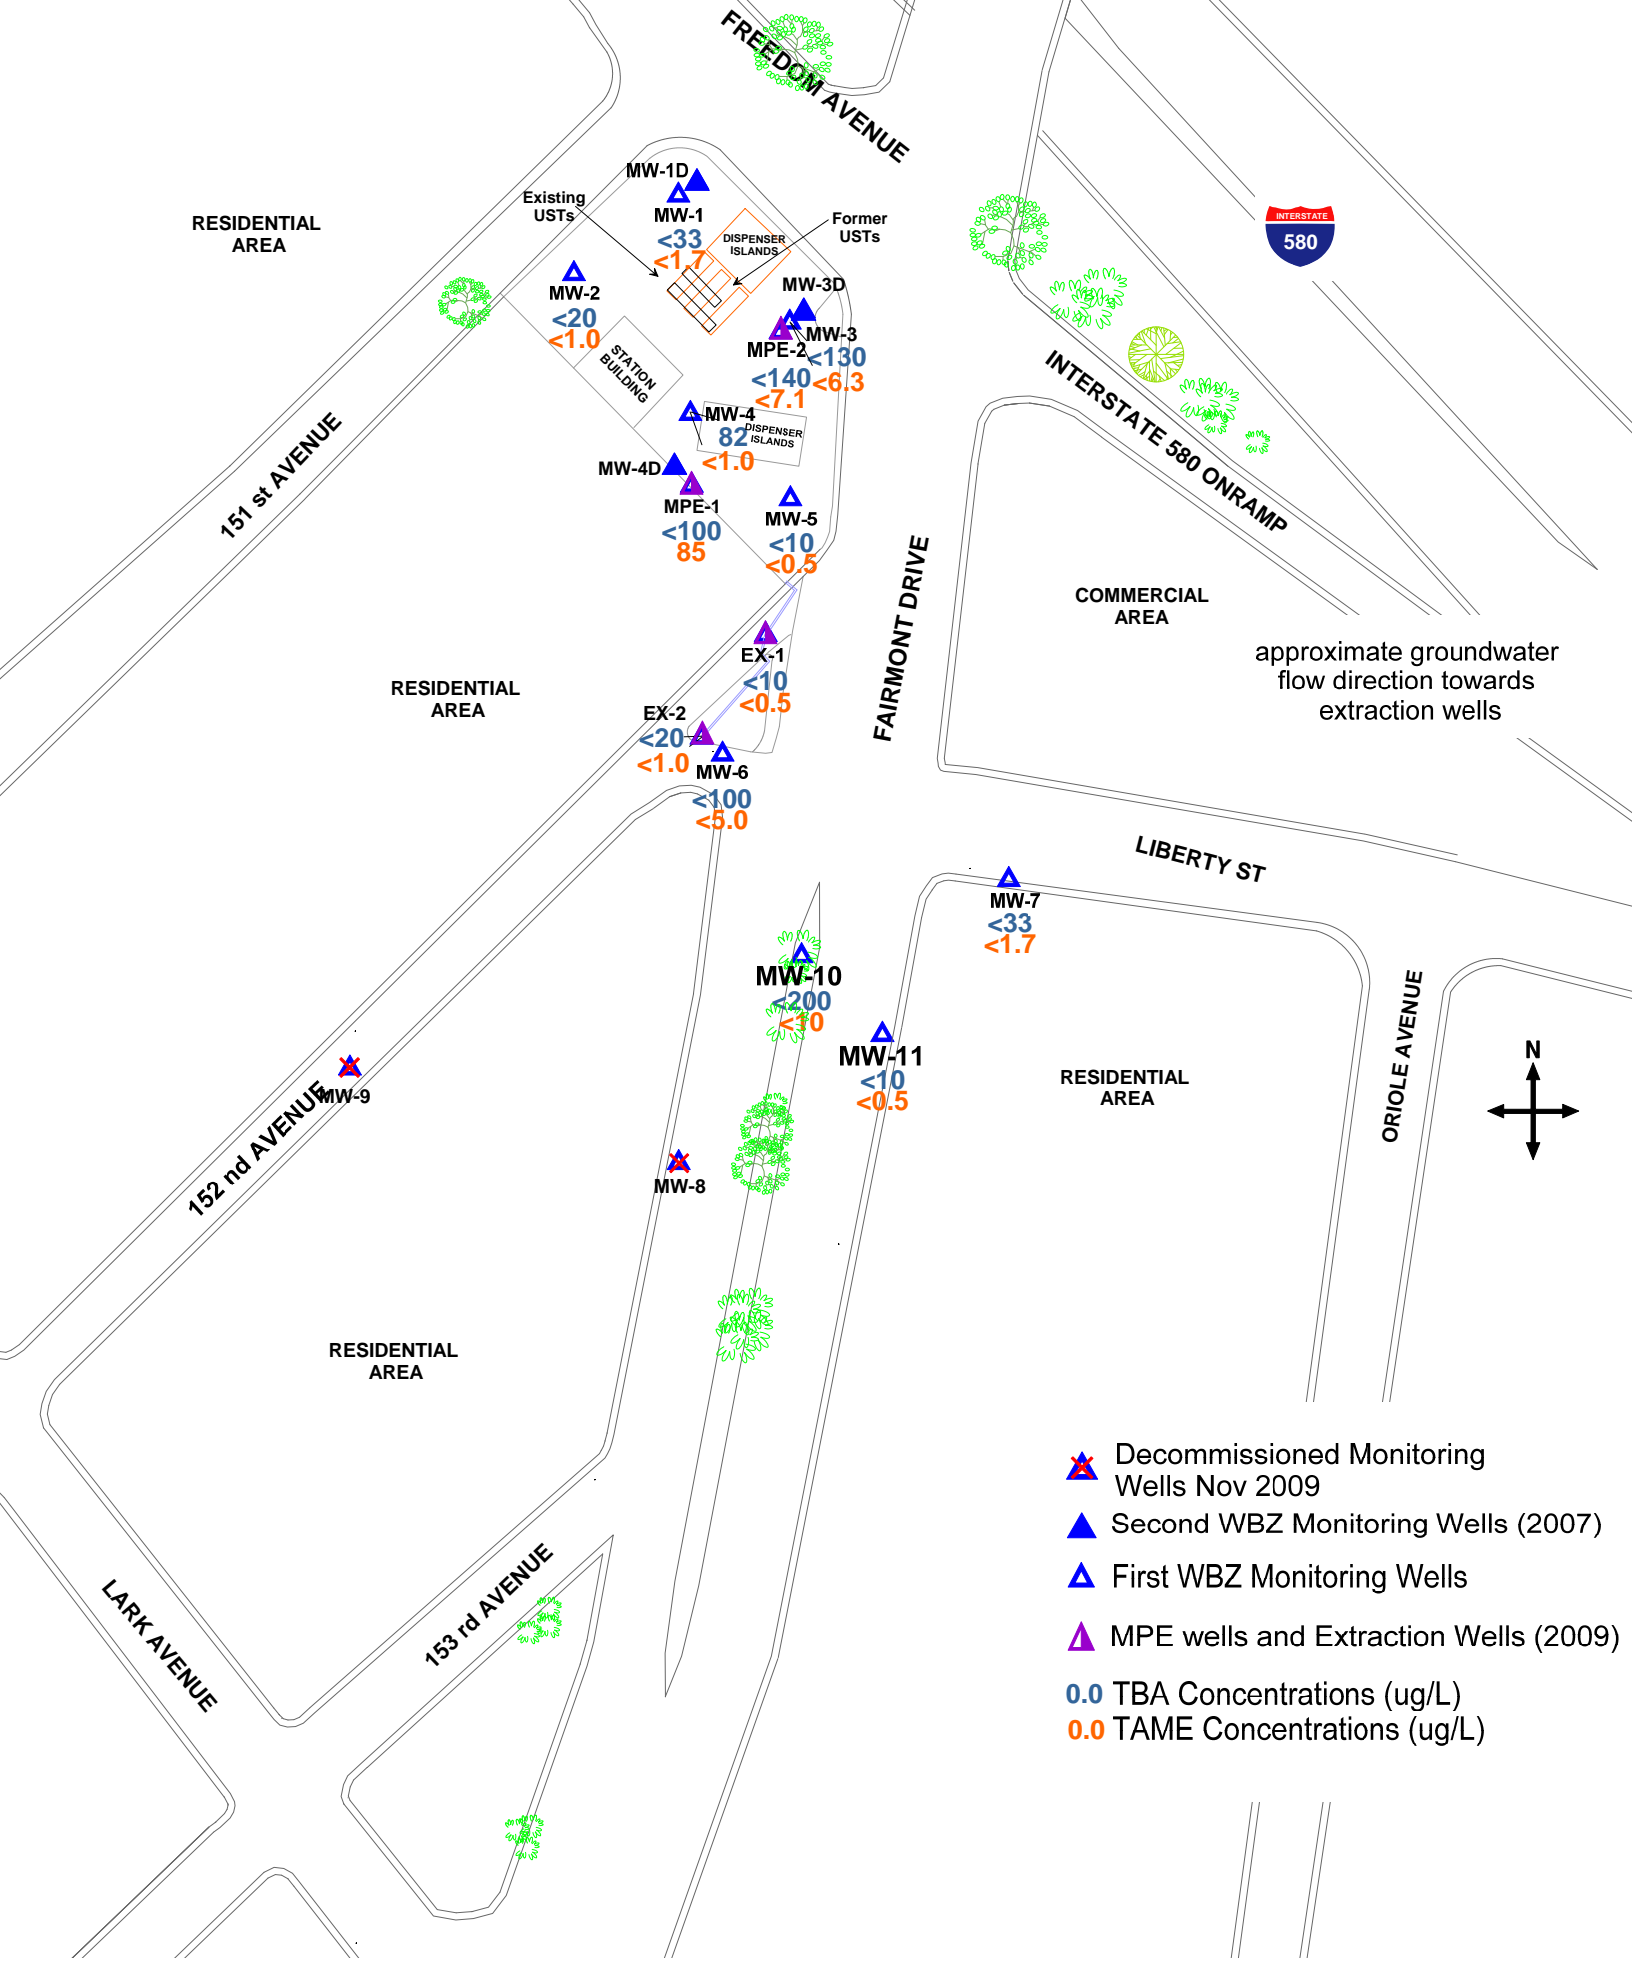 FREEDOM AVENUE
MW-1D
Existing
USTs
MW-1
<33
<1.7
DISPENSER
ISLANDS
Former
USTs
RESIDENTIAL
AREA
INTERSTATE
580
MW-2
<20
<1.0
MW-3D
MW-3
<130
<6.3
MPE-2
<140
<7.1
STATION
BUILDING
INTERSTATE 580 ONRAMP
MW-4
82
<1.0
DISPENSER
ISLANDS
151 st AVENUE
MW-4D
MPE-1
<100
85
MW-5
<10
<0.5
FAIRMONT DRIVE
COMMERCIAL
AREA
approximate groundwater
flow direction towards
extraction wells
RESIDENTIAL
AREA
EX-1
<10
<0.5
EX-2
<20
<1.0
MW-6
<100
<5.0
LIBERTY ST
MW-7
<33
<1.7
MW-10
<200
<10
MW-11
<10
<0.5
ORIOLE AVENUE
N
RESIDENTIAL
AREA
MW-9
152 nd AVENUE
MW-8
RESIDENTIAL
AREA
Decommissioned Monitoring
Wells Nov 2009
Second WBZ Monitoring Wells (2007)
First WBZ Monitoring Wells
MPE wells and Extraction Wells (2009)
0.0 TBA Concentrations (ug/L)
0.0 TAME Concentrations (ug/L)
153 rd AVENUE
LARK AVENUE